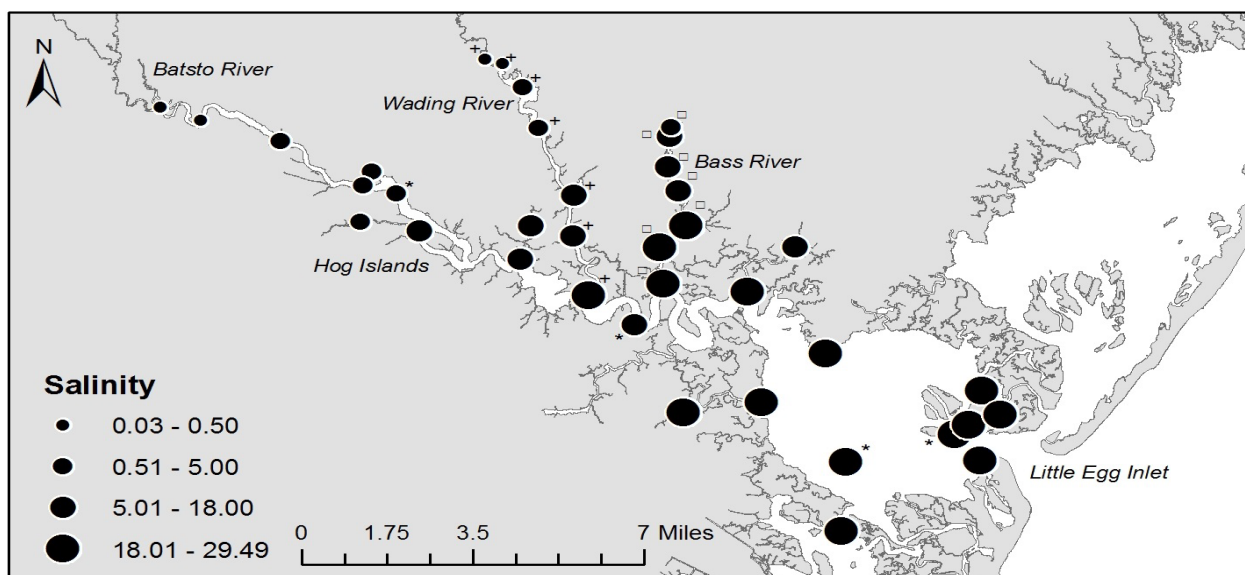 N
Batsto River
Wading River
Bass River
Hog Islands
Little Egg Inlet
Salinity
0.03 - 0.50
0.51 - 5.00
5.01 - 18.00
18.01 - 29.49
0 1.75 3.5 7 Miles